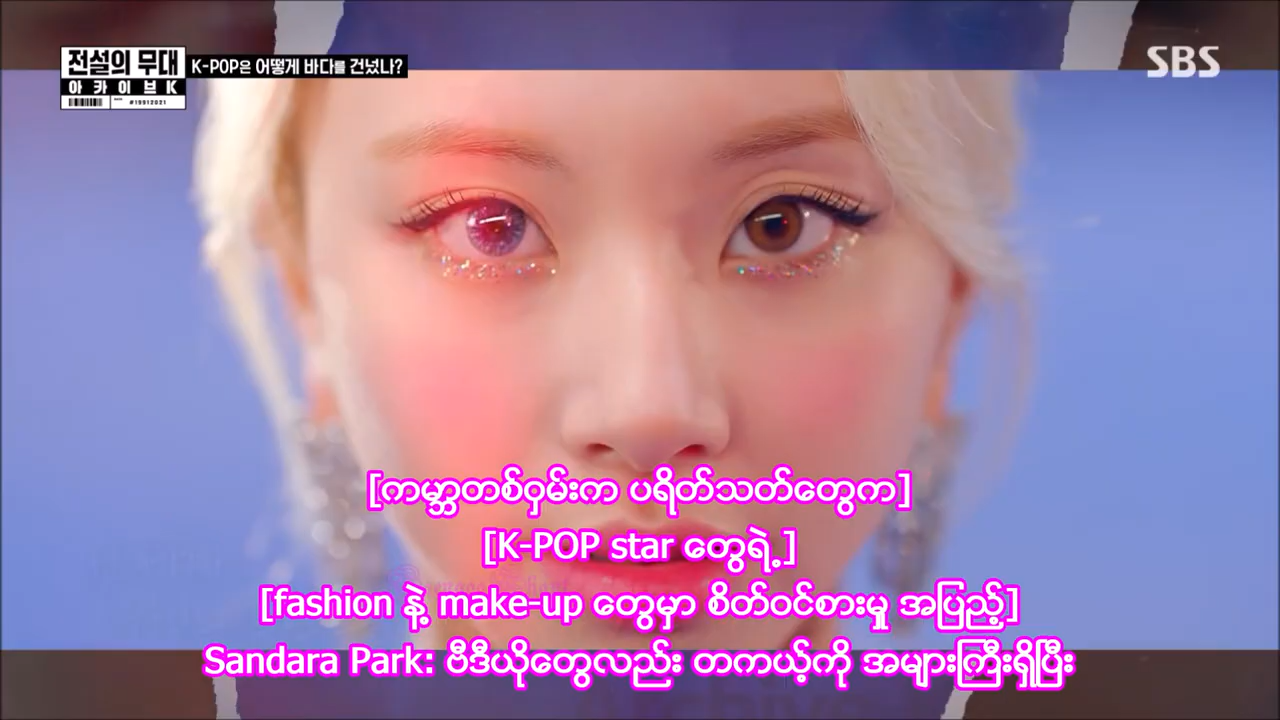 전설의 무대
아카이브K
#19912021
K-POP은 어떻게 바다를 건넜나?
SBS
[ကမ္ဘာတစ်ဝှမ်းက ပရိတ်သတ်တွေက]
[K-POP star တွေရဲ့]
[fashion နဲ့ make-up တွေမှာ စိတ်ဝင်စားမှု အပြည့်]
Sandara Park: ဗီဒီယိုတွေလည်း တကယ့်ကို အများကြီးရှိပြီး